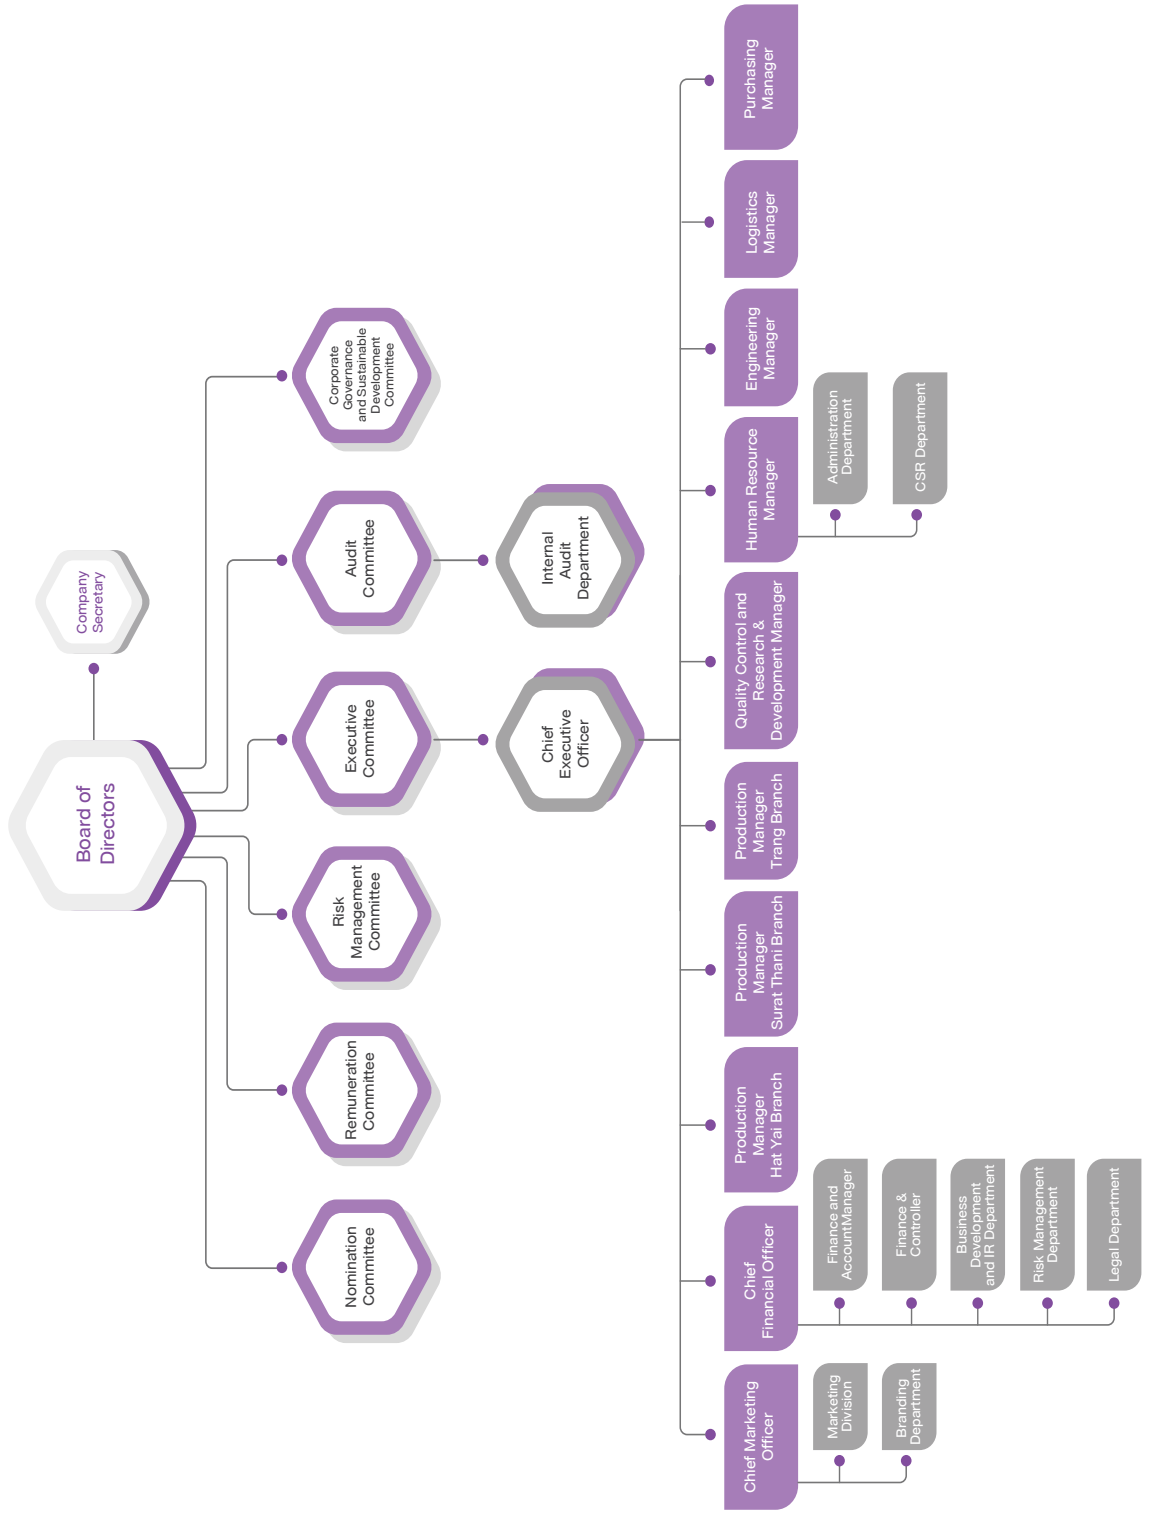 Board of
Directors
Company
Secretary
Nomination
Committee
Remuneration
Committee
Risk
Management
Committee
Executive
Committee
Audit
Committee
Corporate
Governance
and Sustainable
Development
Committee
Chief
Executive
Officer
Internal
Audit
Department
Chief Marketing
Officer
Marketing
Division
Branding
Department
Chief
Financial Officer
Finance and
AccountManager
Finance &
Controller
Business
Development
and IR Department
Risk Management
Department
Legal Department
Production
Manager
Hat Yai Branch
Production
Manager
Surat Thani Branch
Production
Manager
Trang Branch
Quality Control and
Research &
Development Manager
Human Resource
Manager
Administration
Department
CSR Department
Engineering
Manager
Logistics
Manager
Purchasing
Manager